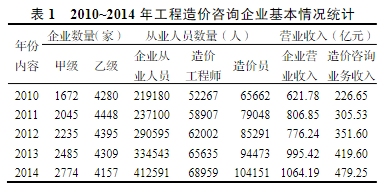 表 1 2010~2014 年工程造价咨询企业基本情况统计
年份 内容 企业数量(家) 从业人员数量（人） 营业收入（亿元）
甲级 乙级 企业从业人员 造价工程师 造价员 企业营业收入 造价咨询业务收入
2010 1672 4280 219180 52267 65662 621.78 226.65
2011 2045 4448 237100 58907 79048 806.85 305.53
2012 2235 4395 290595 62002 85291 776.24 351.60
2013 2485 4309 334543 65635 94473 995.42 419.60
2014 2774 4157 412591 68959 104151 1064.19 479.25